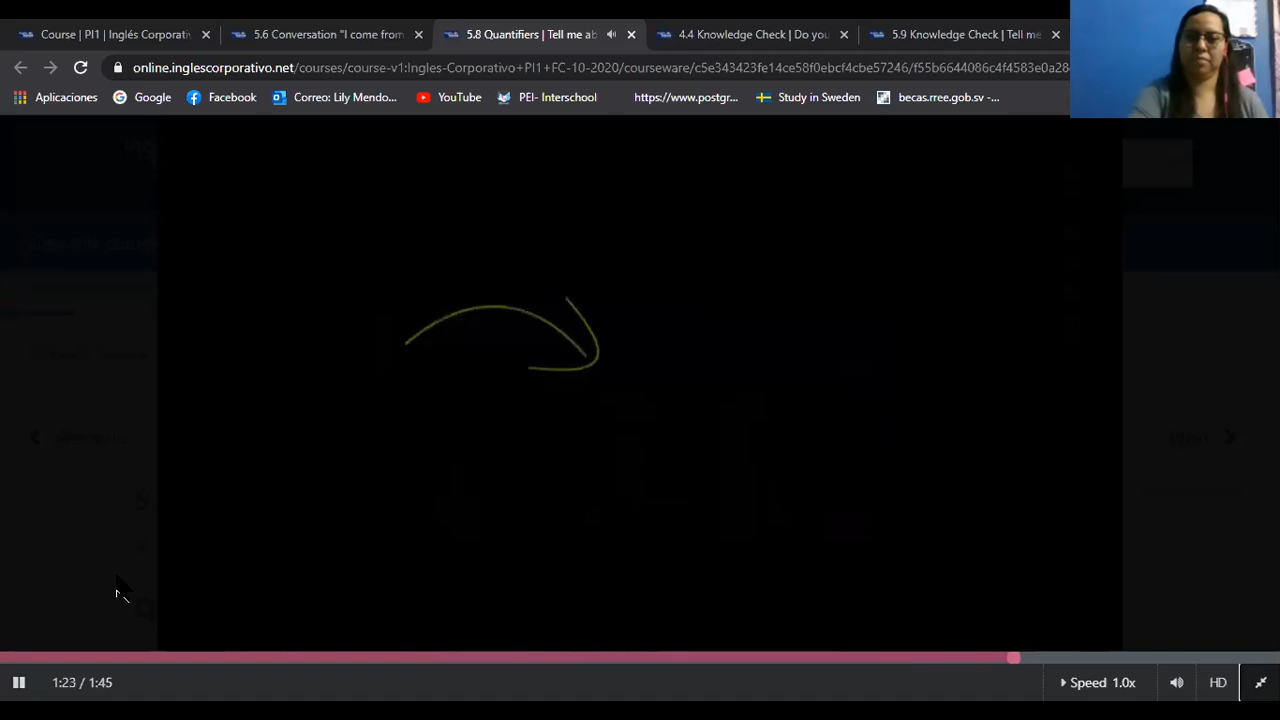 Course | PI1 | Inglés Corporativ
5.6 Conversation "I come from
5.8 Quantifiers | Tell me ab
4.4 Knowledge Check | Do you
5.9 Knowledge Check | Tell me
online.inglescorporativo.net/courses/course-v1:Ingles-Corporativo+PI1+FC-10-2020/courseware/c5e343423fe14ce58f0ebcf4cbe57246/f55b6644086c4f4583e0a284
Aplicaciones
Google
Facebook
Correo: Lily Mendo...
YouTube
PEI- Interschool
https://www.postgr...
Study in Sweden
becas.rree.gob.sv -...
1:23 / 1:45
Speed 1.0x
HD